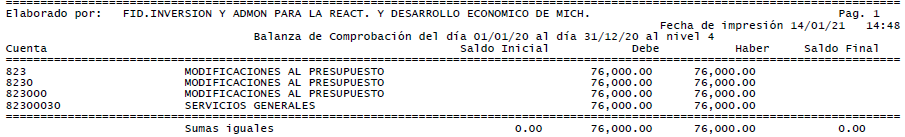 Elaborado por: FID.INVERSION Y ADMON PARA LA REACT. Y DESARROLLO ECONOMICO DE MICH. Pag. 1
Fecha de impresión 14/01/21 14:48
Balanza de Comprobación del día 01/01/20 al día 31/12/20 al nivel 4
Cuenta Saldo Inicial Debe Haber Saldo Final
823 MODIFICACIONES AL PRESUPUESTO 76,000.00 76,000.00
8230 MODIFICACIONES AL PRESUPUESTO 76,000.00 76,000.00
823000 MODIFICACIONES AL PRESUPUESTO 76,000.00 76,000.00
82300030 SERVICIOS GENERALES 76,000.00 76,000.00
Sumas iguales 0.00 76,000.00 76,000.00 0.00